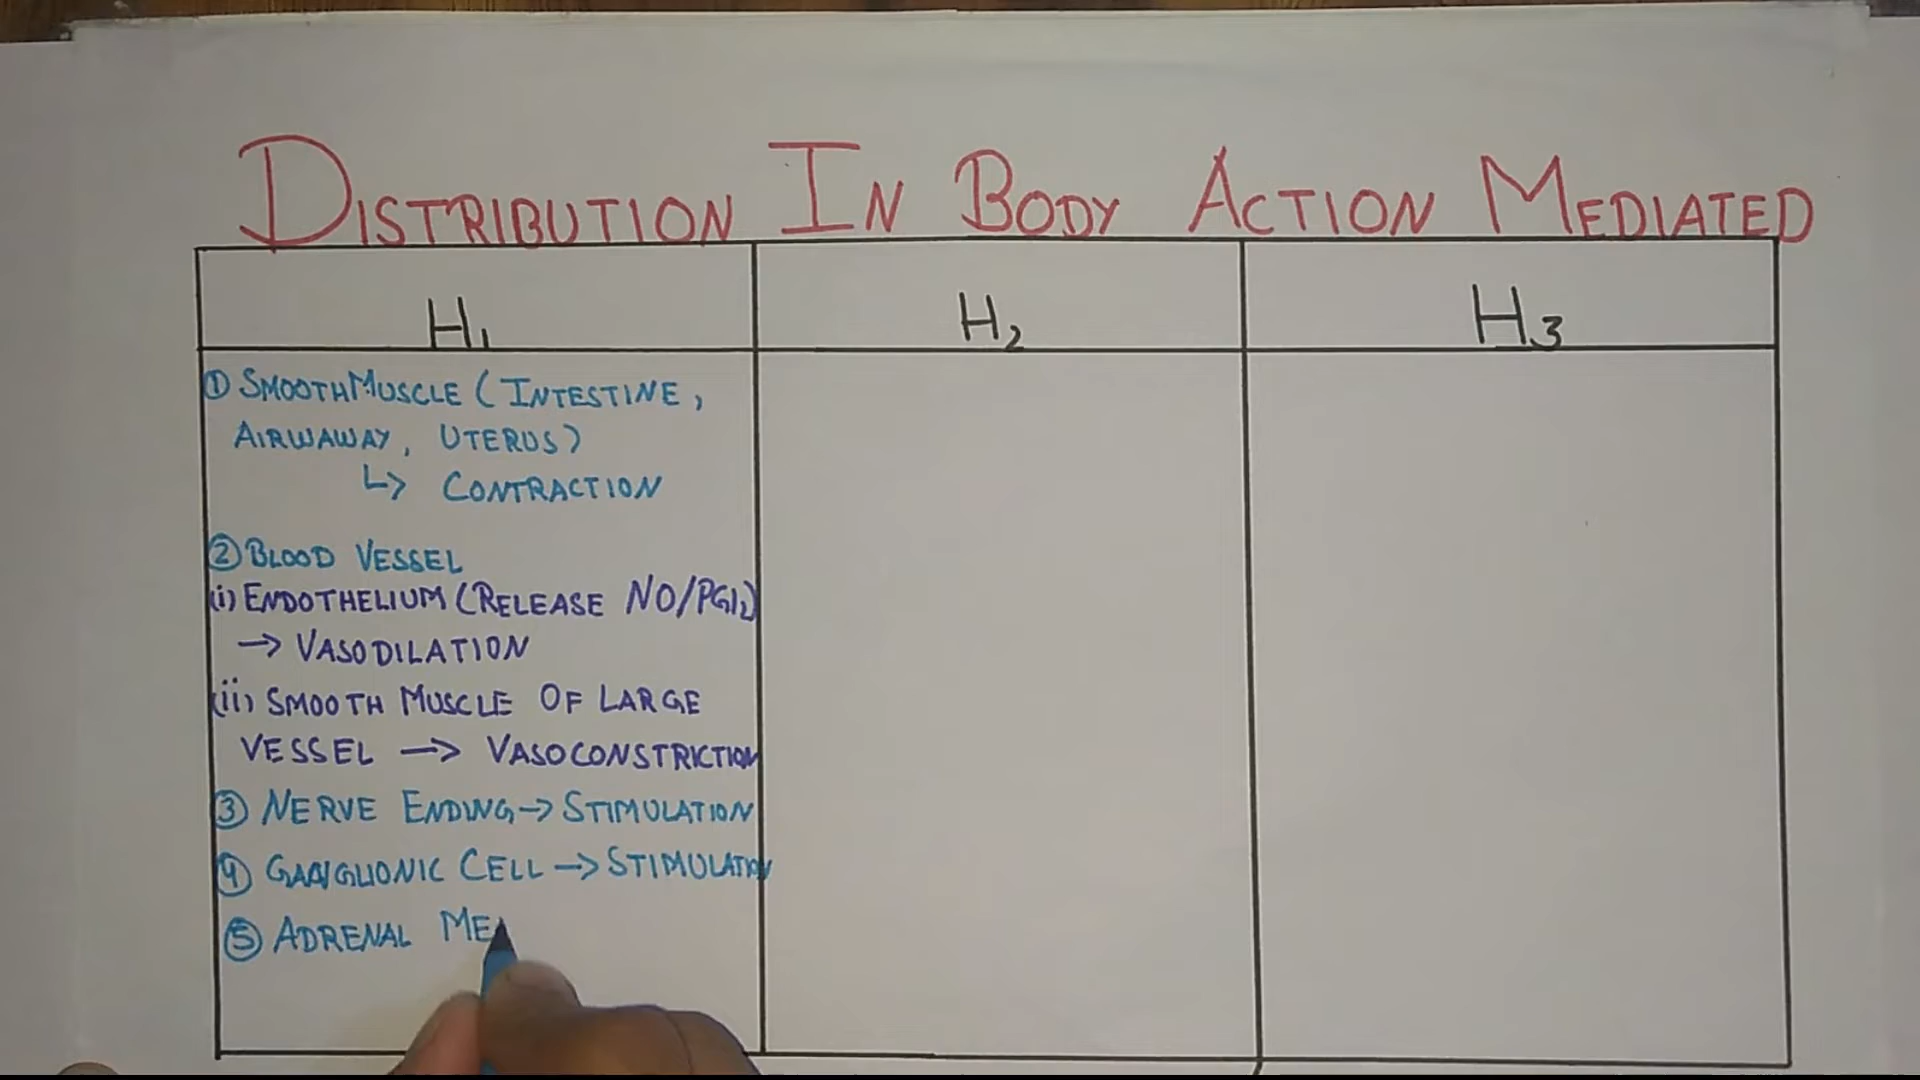 DISTRIBUTION IN BODY ACTION MEDIATED
H1 H2 H3
① SMOOTH MUSCLE (INTESTINE,
AIRWAWAY, UTERUS)
↳ CONTRACTION
② BLOOD VESSEL
(i) ENDOTHELIUM (RELEASE NO/PGI2)
→ VASODILATION
(ii) SMOOTH MUSCLE OF LARGE
VESSEL → VASOCONSTRICTION
③ NERVE ENDING → STIMULATION
④ GANGLIONIC CELL → STIMULATION
⑤ ADRENAL ME